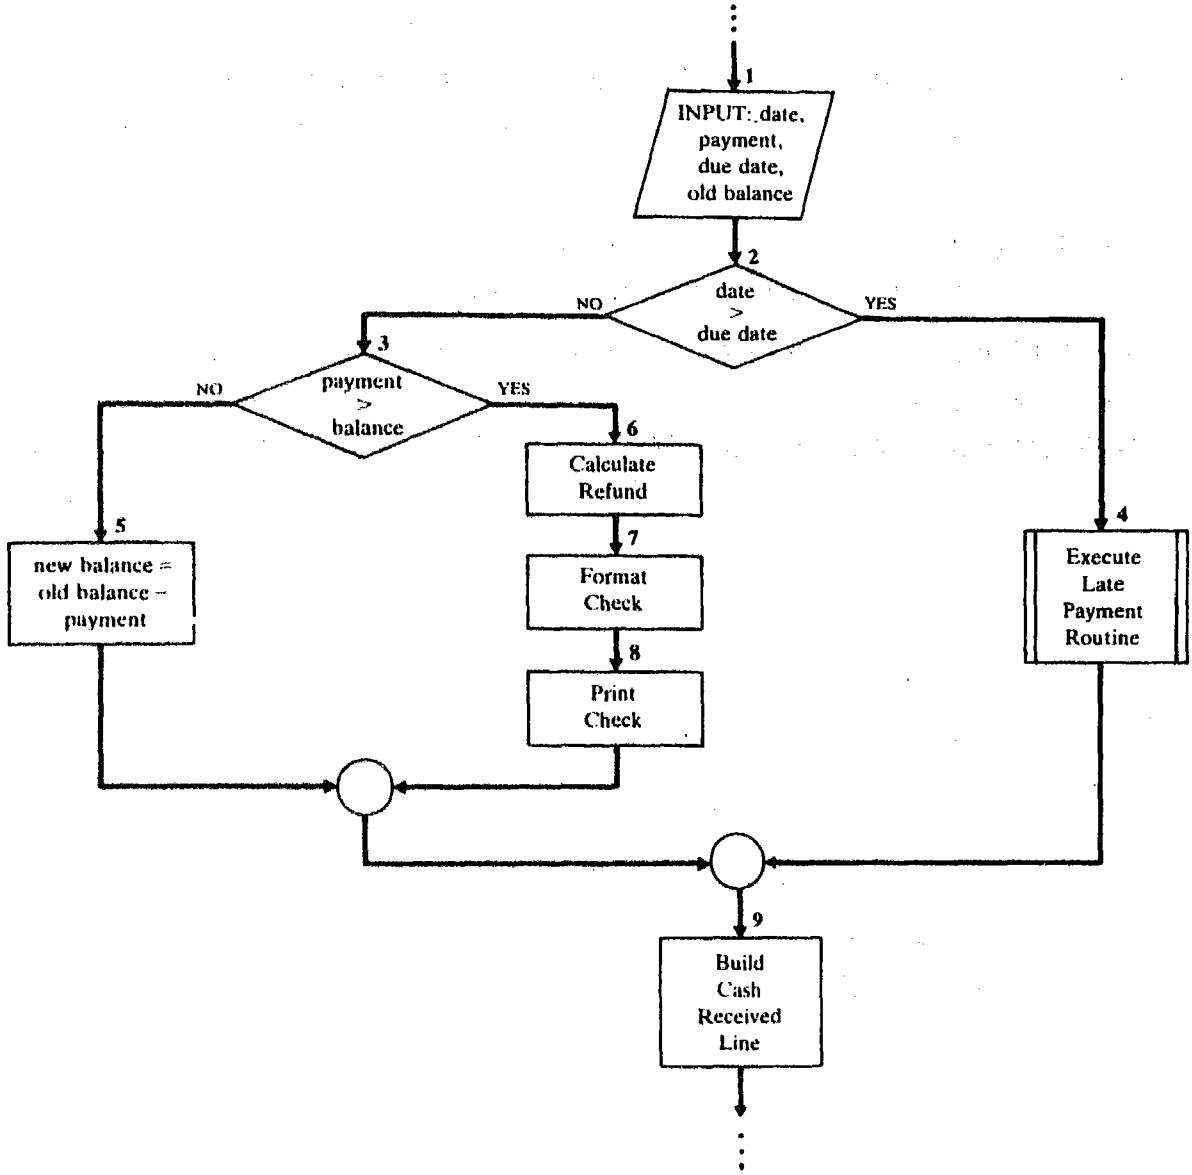 1
INPUT: date,
payment,
due date,
old balance
2
date
>
due date
NO
YES
3
payment
>
balance
NO
YES
6
Calculate
Refund
5
new balance =
old balance –
payment
7
Format
Check
4
Execute
Late
Payment
Routine
8
Print
Check
9
Build
Cash
Received
Line